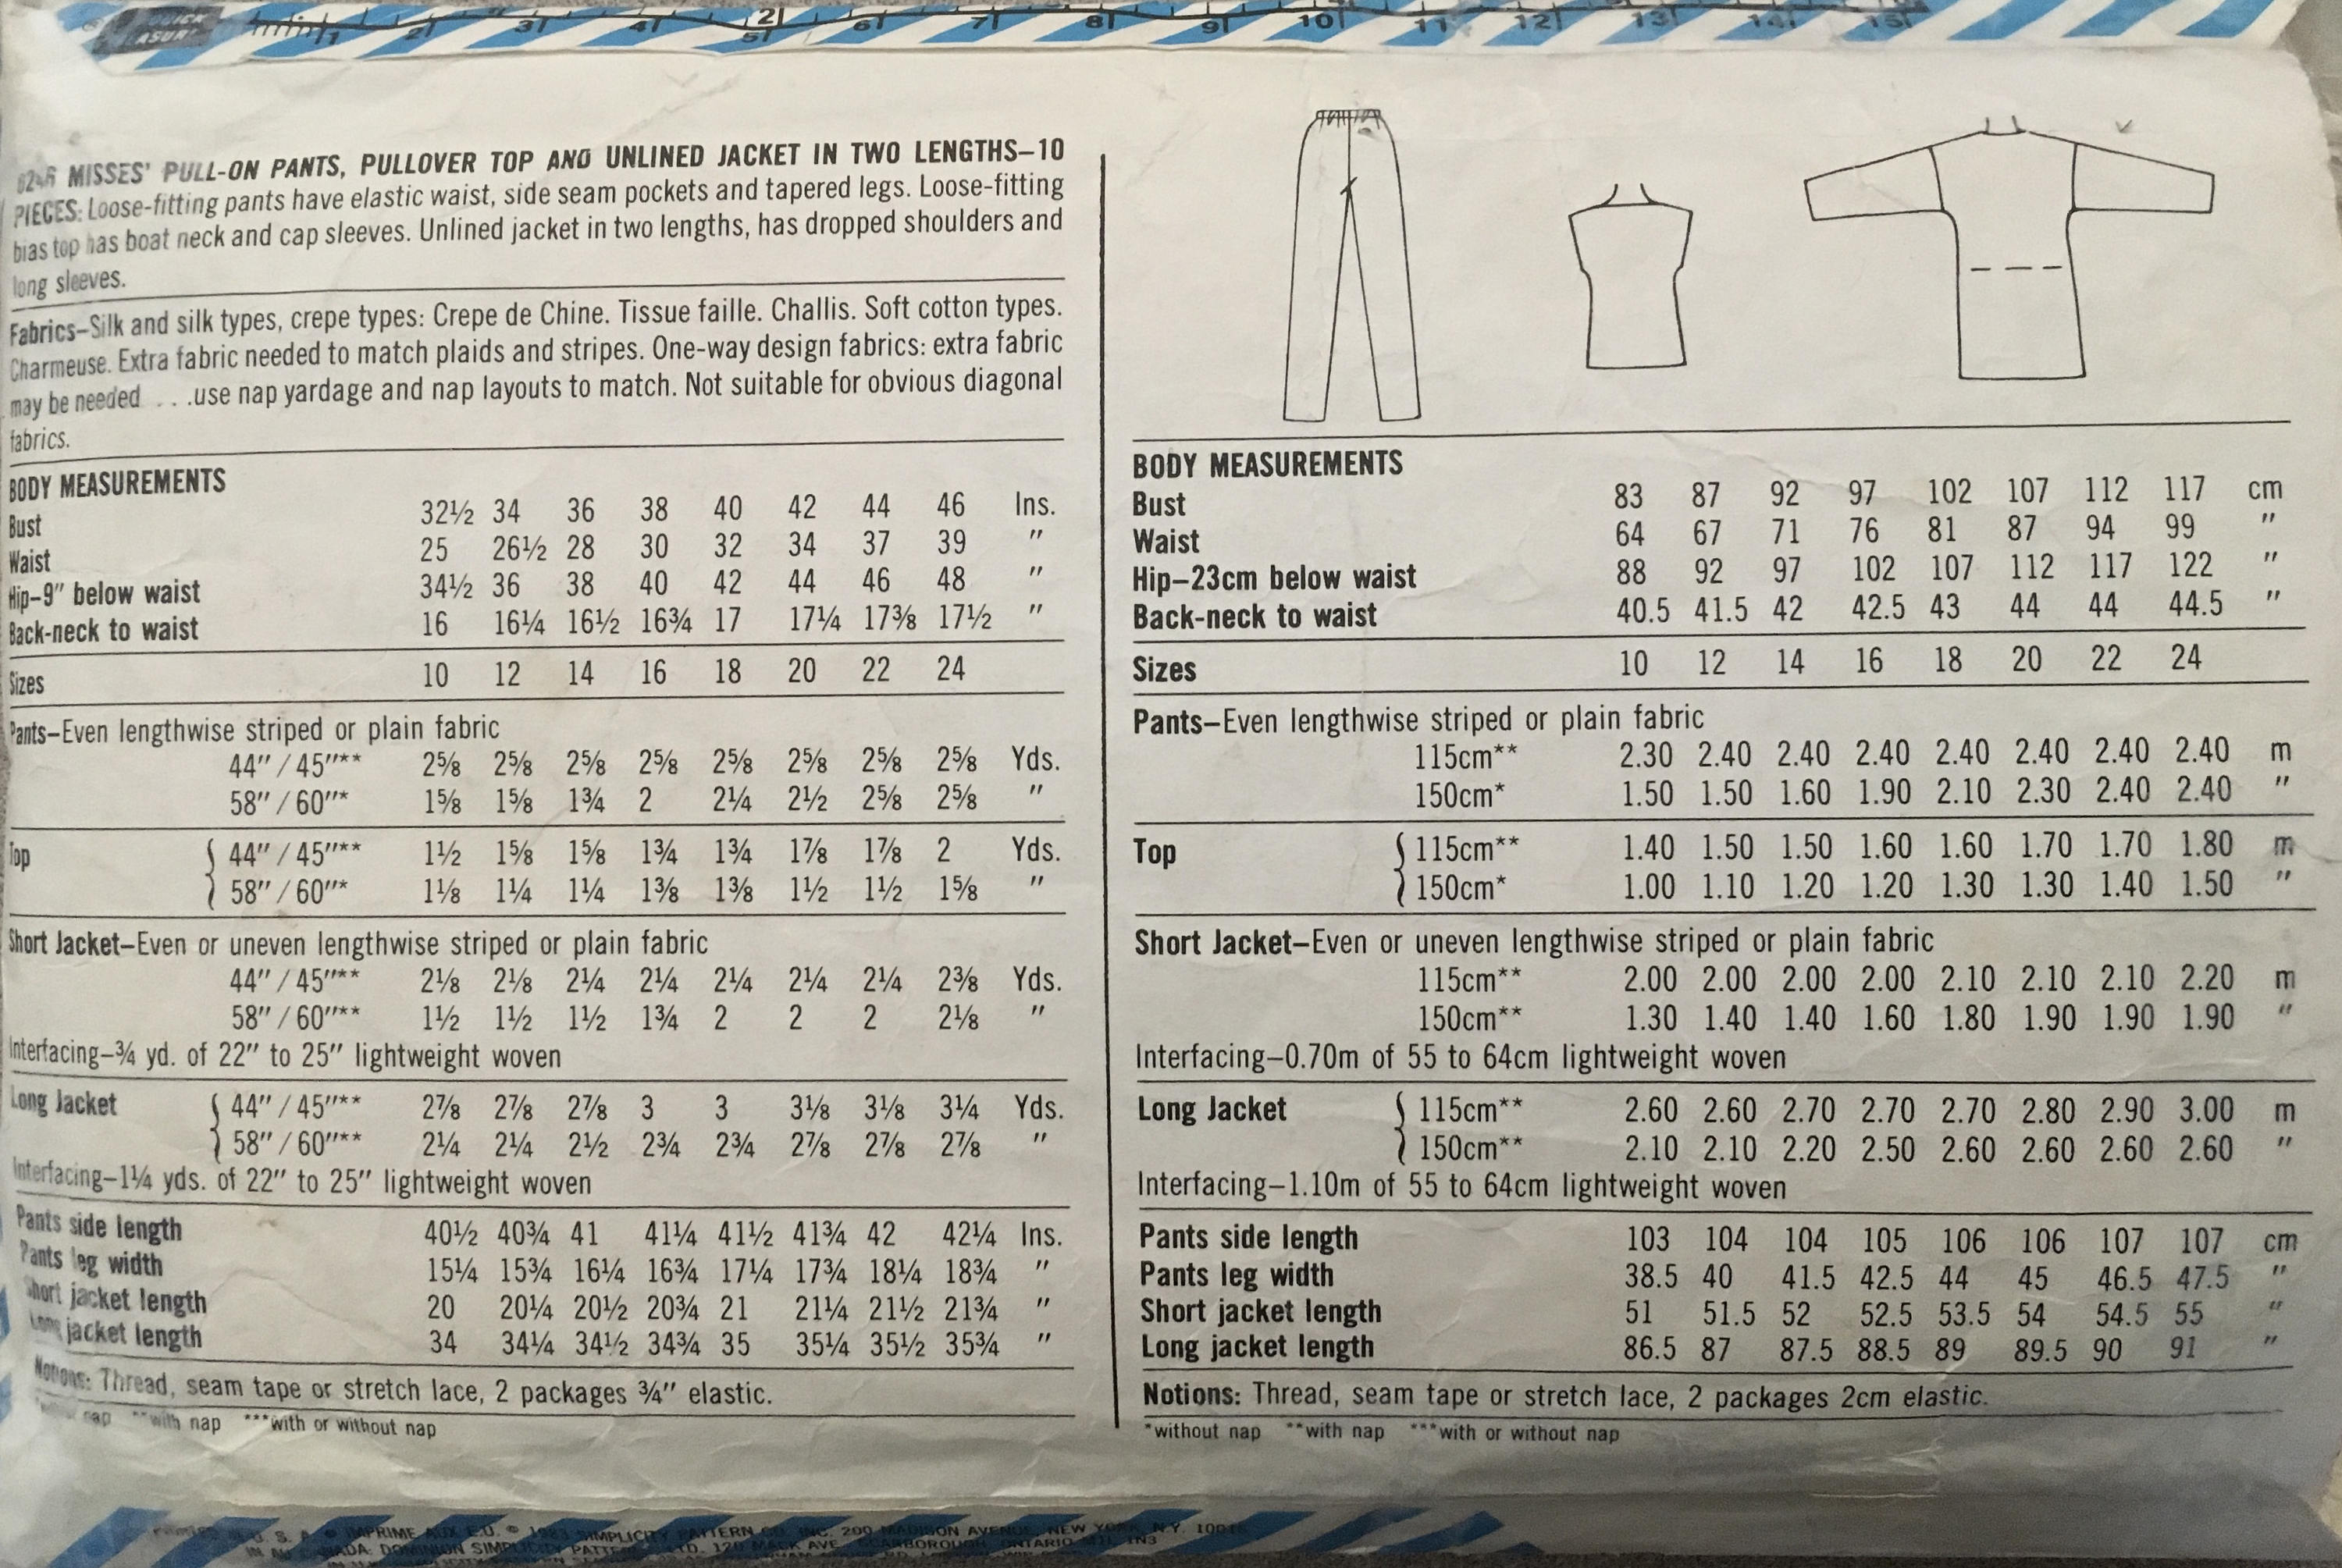 1 2 3 4 5 6 7 8 9 10 11 12 13 14 15
MISSES' PULL-ON PANTS, PULLOVER TOP AND UNLINED JACKET IN TWO LENGTHS–10
PIECES: Loose-fitting pants have elastic waist, side seam pockets and tapered legs. Loose-fitting
bias top has boat neck and cap sleeves. Unlined jacket in two lengths, has dropped shoulders and
long sleeves.
Fabrics–Silk and silk types, crepe types: Crepe de Chine. Tissue faille. Challis. Soft cotton types.
Charmeuse. Extra fabric needed to match plaids and stripes. One-way design fabrics: extra fabric
may be needed . . .use nap yardage and nap layouts to match. Not suitable for obvious diagonal
fabrics.
BODY MEASUREMENTS
Bust 32½ 34 36 38 40 42 44 46 Ins.
Waist 25 26½ 28 30 32 34 37 39 "
Hip–9" below waist 34½ 36 38 40 42 44 46 48 "
Back-neck to waist 16 16¼ 16½ 16¾ 17 17¼ 17⅜ 17½ "
Sizes 10 12 14 16 18 20 22 24
Pants–Even lengthwise striped or plain fabric
44"/45"** 2⅝ 2⅝ 2⅝ 2⅝ 2⅝ 2⅝ 2⅝ 2⅝ Yds.
58"/60"* 1⅝ 1⅝ 1¾ 2 2¼ 2½ 2⅝ 2⅝ "
Top 44"/45"** 1½ 1⅝ 1⅝ 1¾ 1¾ 1⅞ 1⅞ 2 Yds.
58"/60"* 1⅛ 1¼ 1¼ 1⅜ 1⅜ 1½ 1½ 1⅝ "
Short Jacket–Even or uneven lengthwise striped or plain fabric
44"/45"** 2⅛ 2⅛ 2¼ 2¼ 2¼ 2¼ 2¼ 2⅜ Yds.
58"/60"** 1½ 1½ 1½ 1¾ 2 2 2 2⅛ "
Interfacing–¾ yd. of 22" to 25" lightweight woven
Long Jacket 44"/45"** 2⅞ 2⅞ 2⅞ 3 3 3⅛ 3⅛ 3¼ Yds.
58"/60"** 2¼ 2¼ 2½ 2¾ 2¾ 2⅞ 2⅞ 2⅞ "
Interfacing–1¼ yds. of 22" to 25" lightweight woven
Pants side length 40½ 40¾ 41 41¼ 41½ 41¾ 42 42¼ Ins.
Pants leg width 15¼ 15¾ 16¼ 16¾ 17¼ 17¾ 18¼ 18¾ "
Short jacket length 20 20¼ 20½ 20¾ 21 21¼ 21½ 21¾ "
Long jacket length 34 34¼ 34½ 34¾ 35 35¼ 35½ 35¾ "
Notions: Thread, seam tape or stretch lace, 2 packages ¾" elastic.
nap **with nap ***with or without nap
BODY MEASUREMENTS
Bust 83 87 92 97 102 107 112 117 cm
Waist 64 67 71 76 81 87 94 99 "
Hip–23cm below waist 88 92 97 102 107 112 117 122 "
Back-neck to waist 40.5 41.5 42 42.5 43 44 44 44.5 "
Sizes 10 12 14 16 18 20 22 24
Pants–Even lengthwise striped or plain fabric
115cm** 2.30 2.40 2.40 2.40 2.40 2.40 2.40 2.40 m
150cm* 1.50 1.50 1.60 1.90 2.10 2.30 2.40 2.40 "
Top 115cm** 1.40 1.50 1.50 1.60 1.60 1.70 1.70 1.80 m
150cm* 1.00 1.10 1.20 1.20 1.30 1.30 1.40 1.50 "
Short Jacket–Even or uneven lengthwise striped or plain fabric
115cm** 2.00 2.00 2.00 2.00 2.10 2.10 2.10 2.20 m
150cm** 1.30 1.40 1.40 1.60 1.80 1.90 1.90 1.90 "
Interfacing–0.70m of 55 to 64cm lightweight woven
Long Jacket 115cm** 2.60 2.60 2.70 2.70 2.70 2.80 2.90 3.00 m
150cm** 2.10 2.10 2.20 2.50 2.60 2.60 2.60 2.60 "
Interfacing–1.10m of 55 to 64cm lightweight woven
Pants side length 103 104 104 105 106 106 107 107 cm
Pants leg width 38.5 40 41.5 42.5 44 45 46.5 47.5 "
Short jacket length 51 51.5 52 52.5 53.5 54 54.5 55 "
Long jacket length 86.5 87 87.5 88.5 89 89.5 90 91 "
Notions: Thread, seam tape or stretch lace, 2 packages 2cm elastic.
*without nap **with nap ***with or without nap
U. S. A. IMPRIME AUX E.U. © SIMPLICITY PATTERN CO. INC. 200 MADISON AVENUE, NEW YORK, N.Y.
CANADA: DOMINION SIMPLICITY PATTERNS LTD. MACK AVE. SCARBOROUGH, ONTARIO